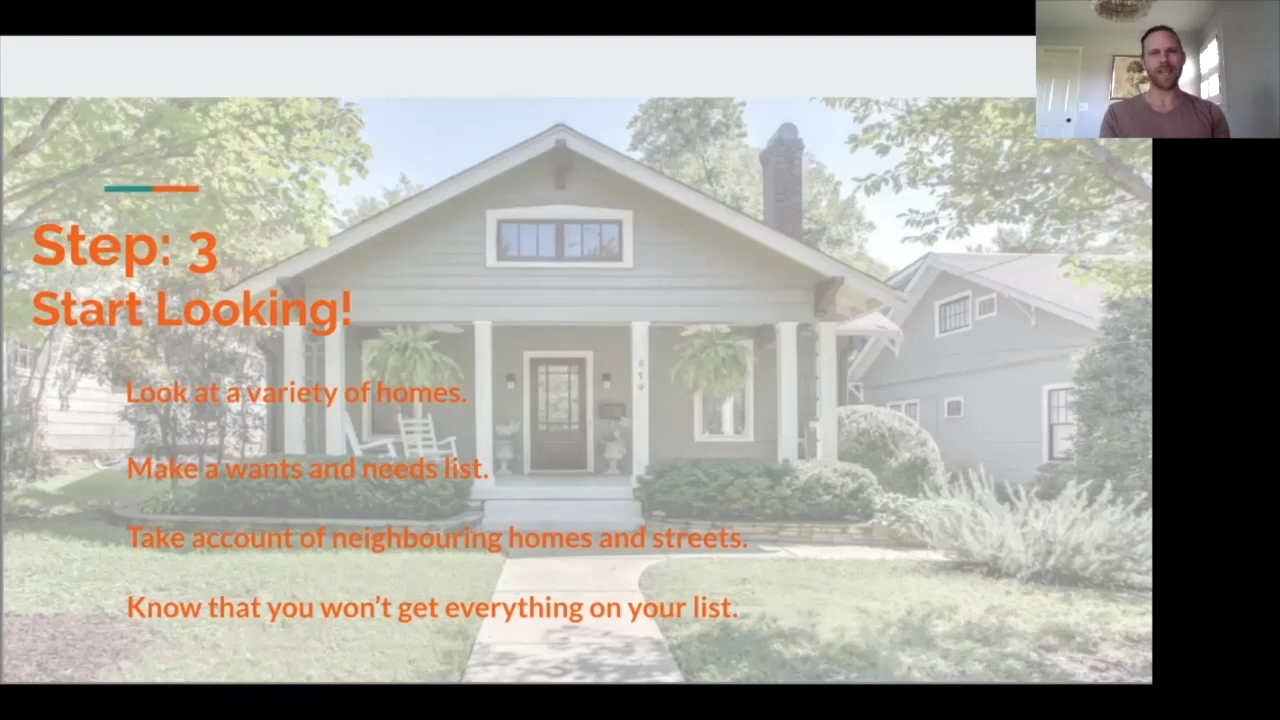 Step: 3
Start Looking!
Look at a variety of homes.
Make a wants and needs list.
Take account of neighbouring homes and streets.
Know that you won’t get everything on your list.